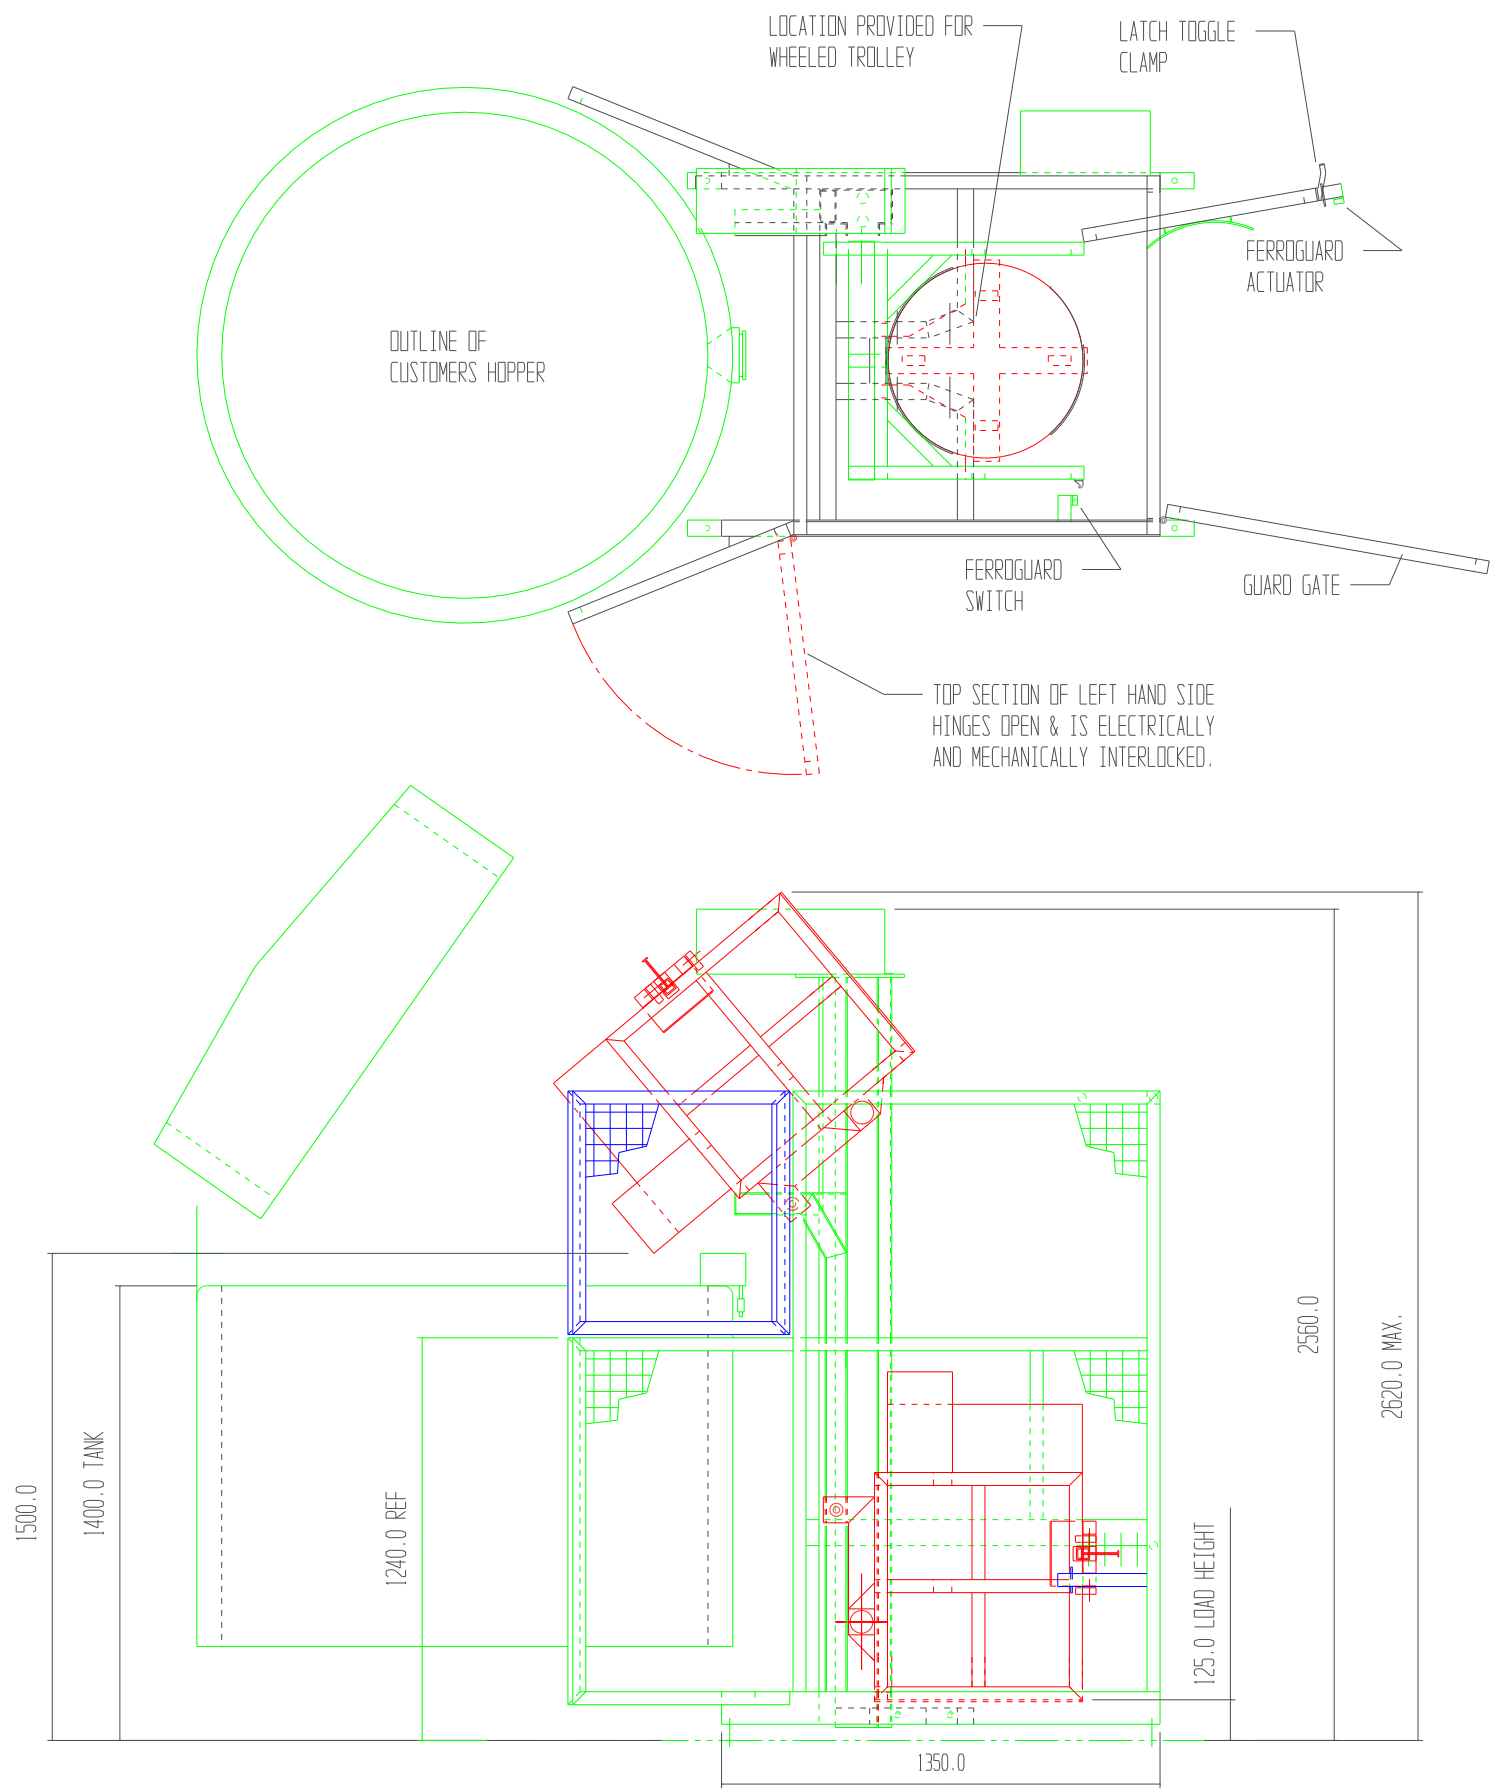 LOCATION PROVIDED FOR
WHEELED TROLLEY
LATCH TOGGLE
CLAMP
FERROGUARD
ACTUATOR
OUTLINE OF
CUSTOMERS HOPPER
FERROGUARD
SWITCH
GUARD GATE
TOP SECTION OF LEFT HAND SIDE
HINGES OPEN & IS ELECTRICALLY
AND MECHANICALLY INTERLOCKED.
1500.0
1400.0 TANK
1240.0 REF
125.0 LOAD HEIGHT
2560.0
2620.0 MAX.
1350.0